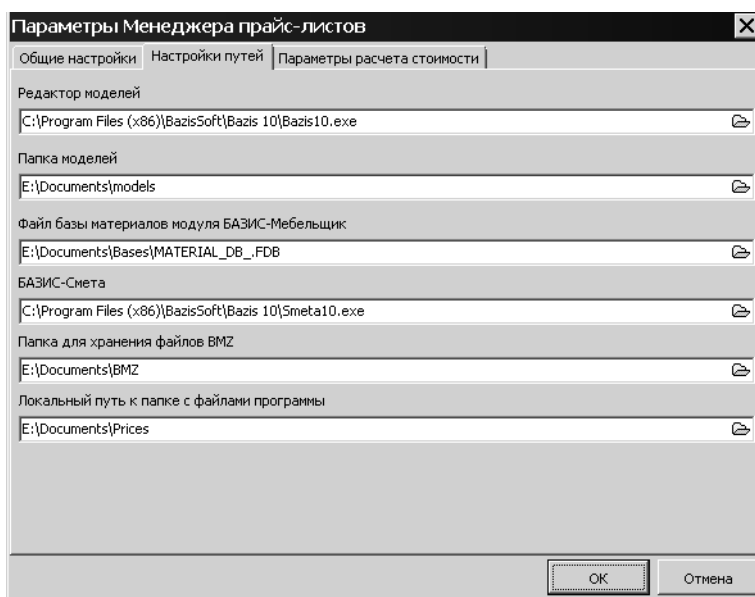 Параметры Менеджера прайс-листов
Общие настройки Настройки путей Параметры расчета стоимости
Редактор моделей
C:\Program Files (x86)\BazisSoft\Bazis 10\Bazis10.exe
Папка моделей
E:\Documents\models
Файл базы материалов модуля БАЗИС-Мебельщик
E:\Documents\Bases\MATERIAL_DB_.FDB
БАЗИС-Смета
C:\Program Files (x86)\BazisSoft\Bazis 10\Smeta10.exe
Папка для хранения файлов BMZ
E:\Documents\BMZ
Локальный путь к папке с файлами программы
E:\Documents\Prices
OK Отмена